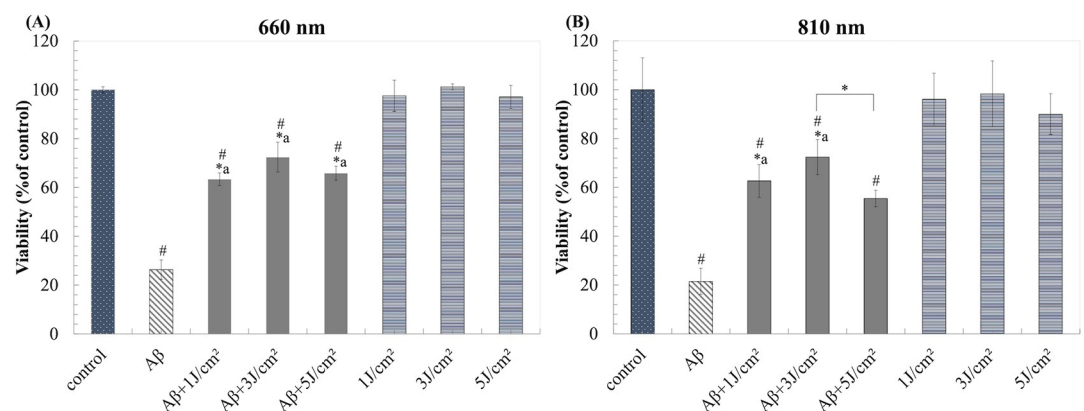 (A)
660 nm
Viability (%of control)
120
100
80
60
40
20
0
#
#
*a
#
*a
#
*a
control
Aβ
Aβ+1J/cm²
Aβ+3J/cm²
Aβ+5J/cm²
1J/cm²
3J/cm²
5J/cm²
(B)
810 nm
Viability (%of control)
120
100
80
60
40
20
0
#
#
*a
#
*a
*
#
control
Aβ
Aβ+1J/cm²
Aβ+3J/cm²
Aβ+5J/cm²
1J/cm²
3J/cm²
5J/cm²